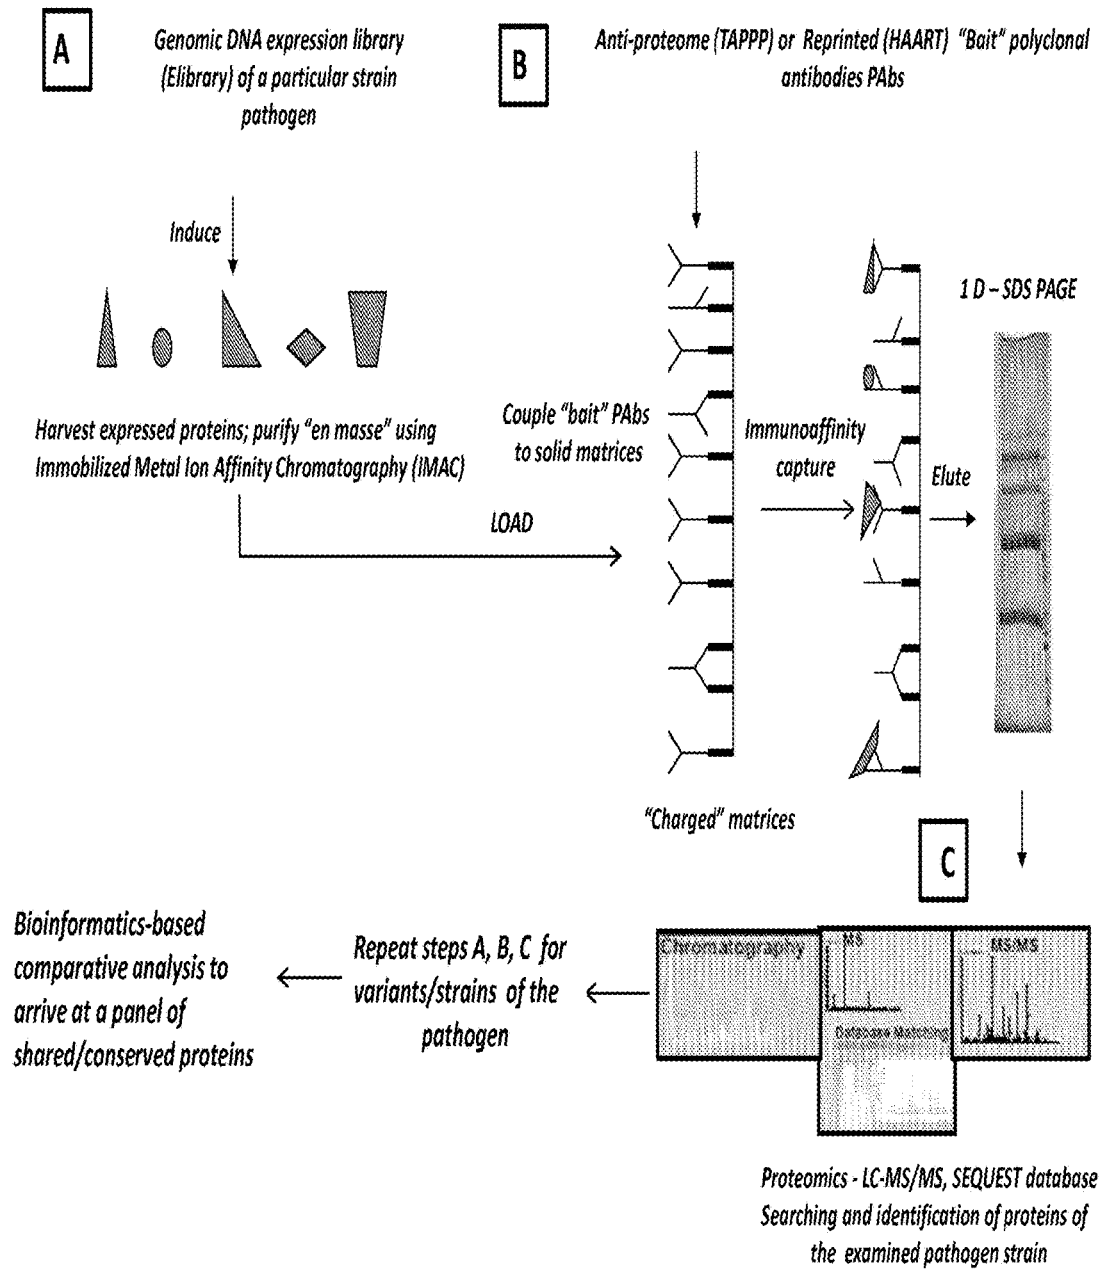 A
Genomic DNA expression library
(Elibrary) of a particular strain
pathogen
Induce
Harvest expressed proteins; purify "en masse" using
Immobilized Metal Ion Affinity Chromatography (IMAC)
LOAD
B
Anti-proteome (TAPPP) or Reprinted (HAART) "Bait" polyclonal
antibodies PAbs
Couple "bait" PAbs
to solid matrices
Immunoaffinity
capture
Elute
1 D – SDS PAGE
"Charged" matrices
C
Chromatography
MS
Database Matching
MS/MS
Proteomics - LC-MS/MS, SEQUEST database
Searching and identification of proteins of
the examined pathogen strain
Repeat steps A, B, C for
variants/strains of the
pathogen
Bioinformatics-based
comparative analysis to
arrive at a panel of
shared/conserved proteins